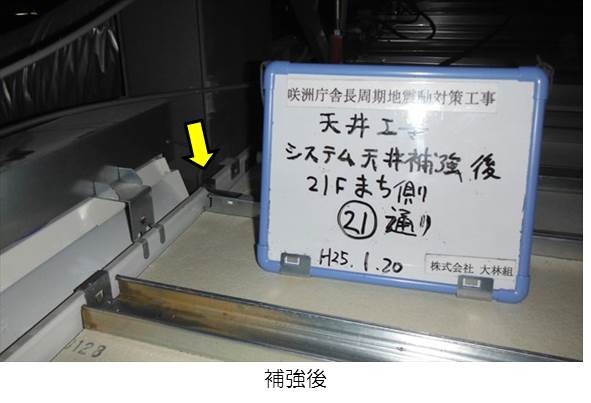 咲洲庁舎長周期地震動対策工事
天井工事
システム天井補強後
21Fまち側
㉑通り
H25.1.20
株式会社 大林組
128
補強後